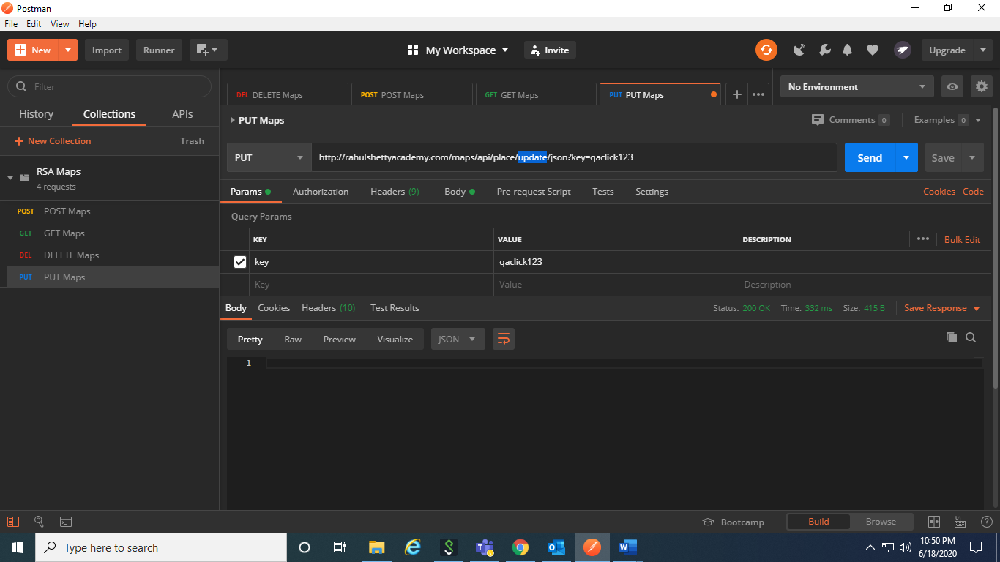 Postman
File Edit View Help
New Import Runner My Workspace Invite Upgrade
Filter
History Collections APIs
New Collection Trash
RSA Maps
4 requests
POST POST Maps
GET GET Maps
DEL DELETE Maps
PUT PUT Maps
DEL DELETE Maps POST POST Maps GET GET Maps PUT PUT Maps No Environment
PUT Maps Comments 0 Examples 0
PUT http://rahulshettyacademy.com/maps/api/place/update/json?key=qaclick123 Send Save
Params Authorization Headers (9) Body Pre-request Script Tests Settings Cookies Code
Query Params
KEY VALUE DESCRIPTION Bulk Edit
key qaclick123
Key Value Description
Body Cookies Headers (10) Test Results Status: 200 OK Time: 332 ms Size: 415 B Save Response
Pretty Raw Preview Visualize JSON
1
Bootcamp Build Browse
Type here to search
10:50 PM
6/18/2020